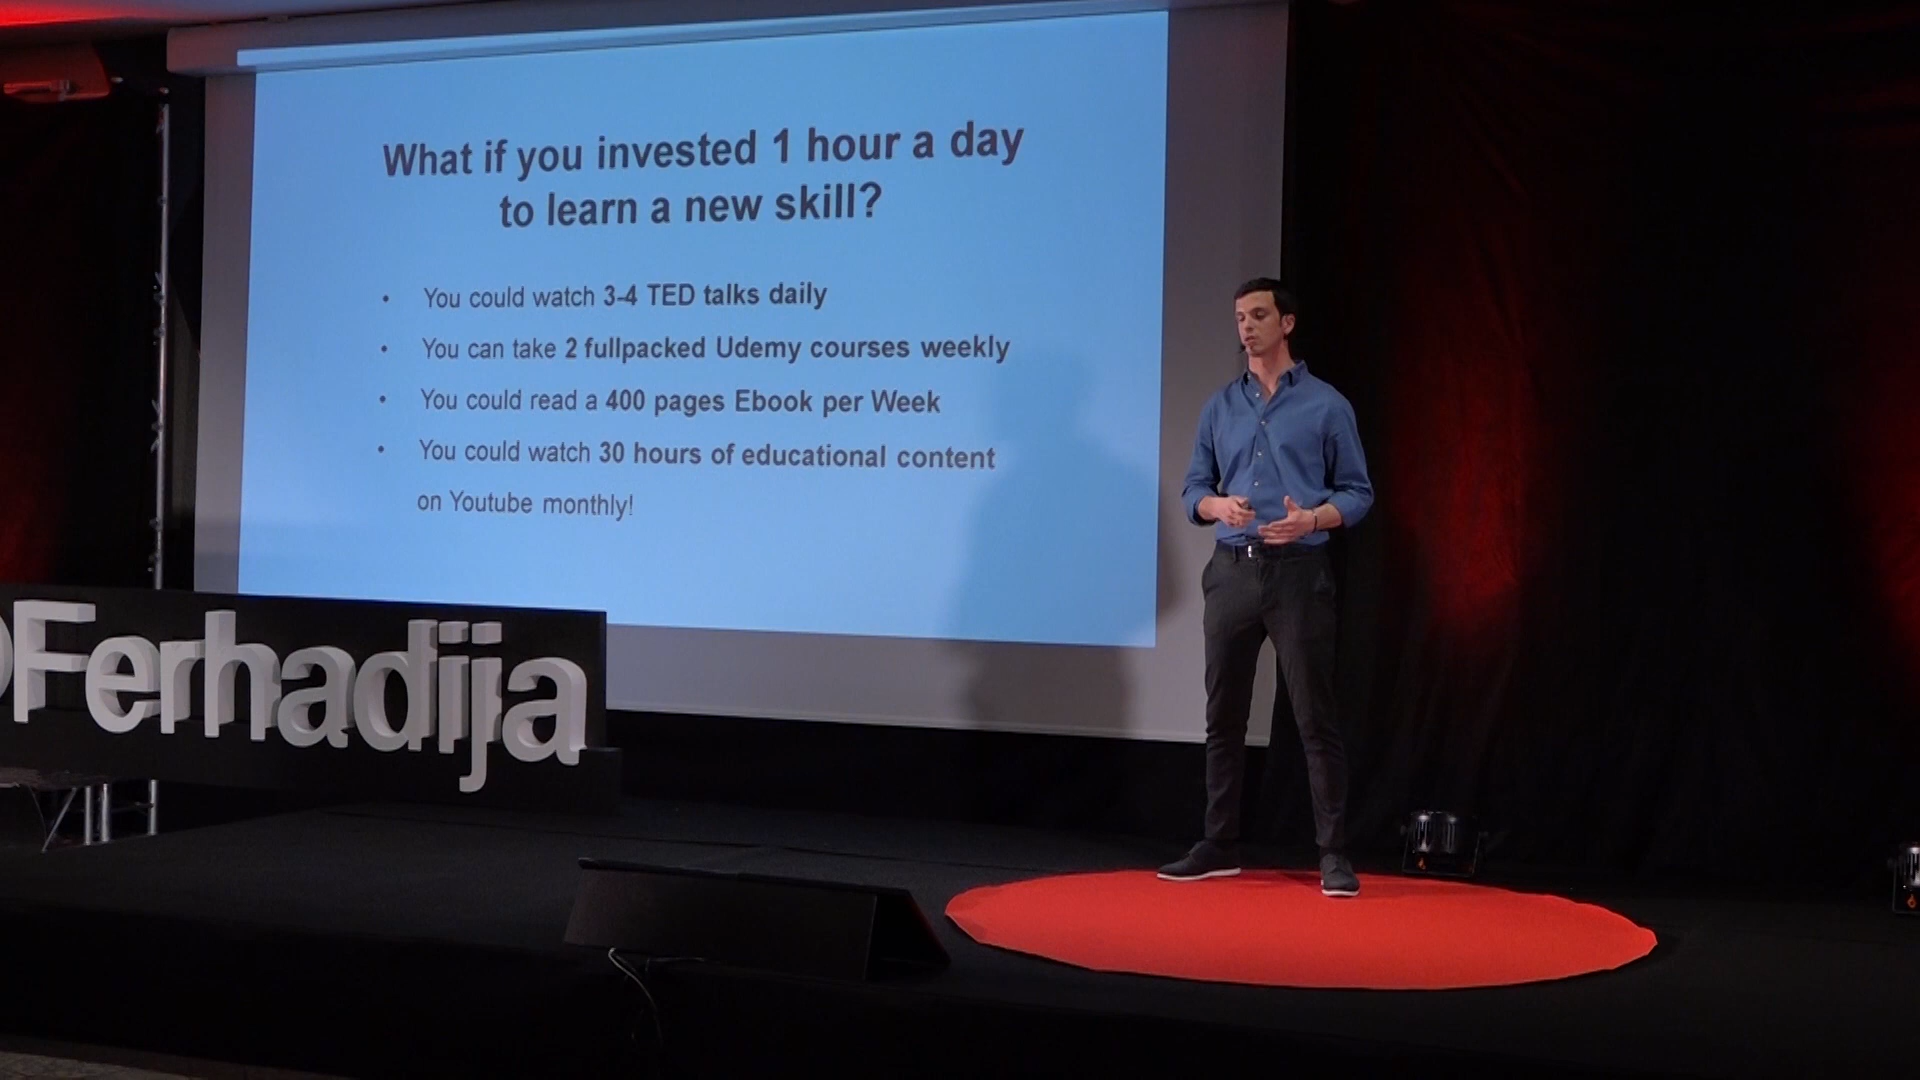 What if you invested 1 hour a day
to learn a new skill?
• You could watch 3-4 TED talks daily
• You can take 2 fullpacked Udemy courses weekly
• You could read a 400 pages Ebook per Week
• You could watch 30 hours of educational content
on Youtube monthly!
Ferhadija